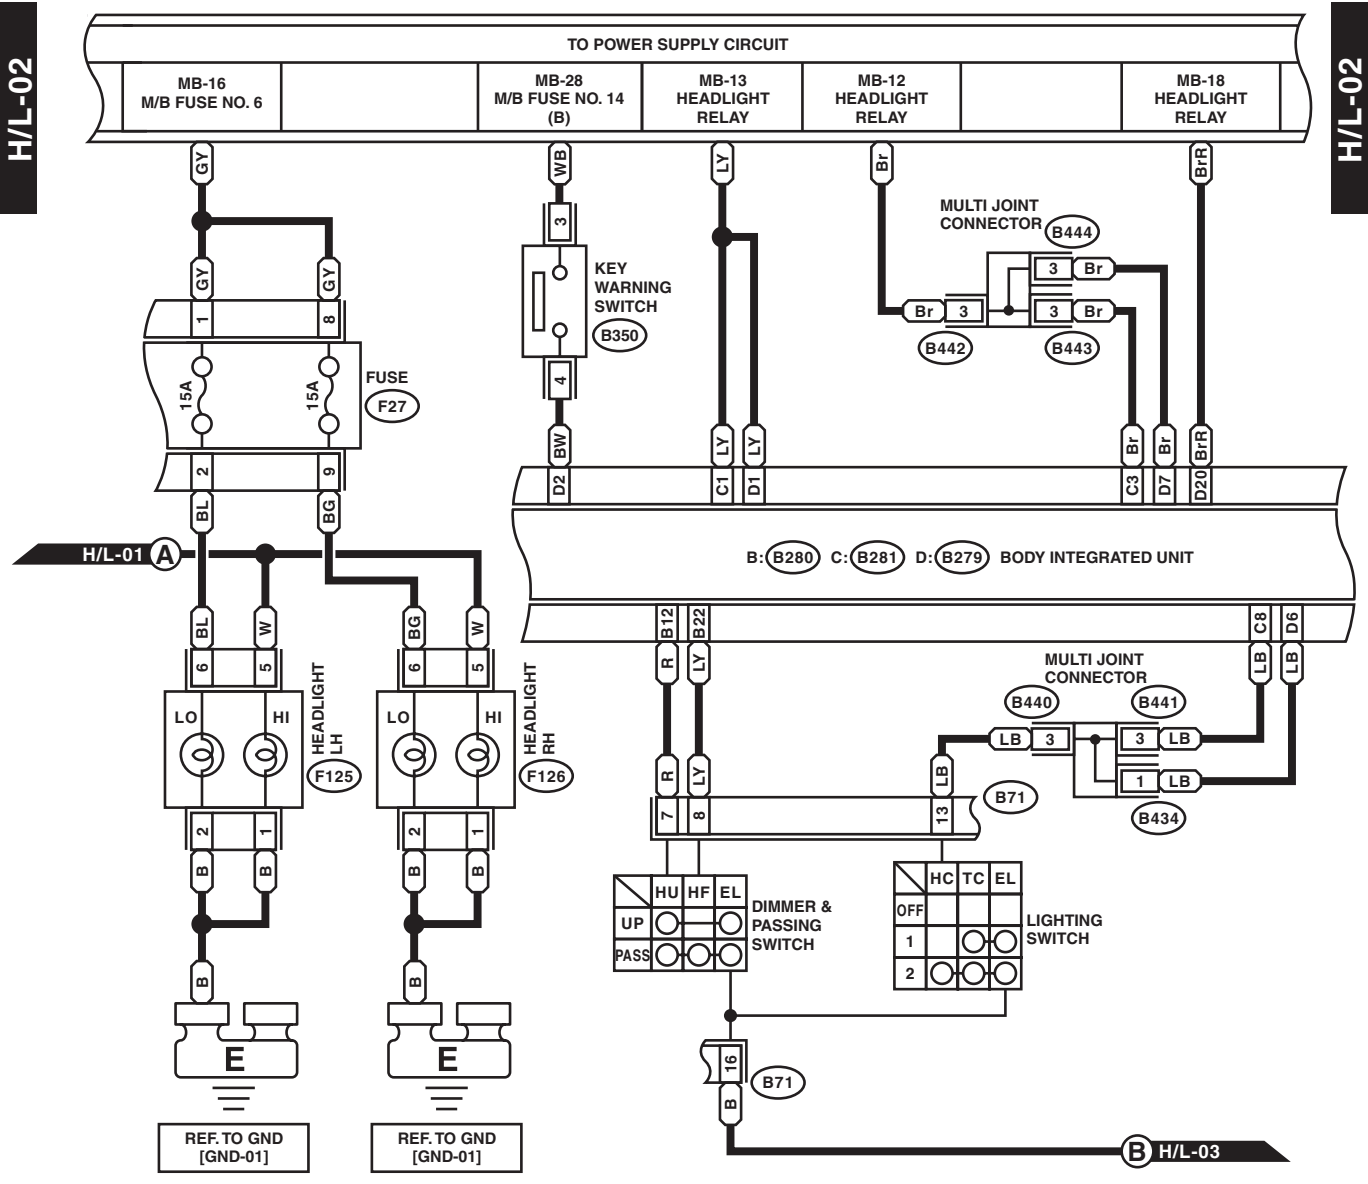 H/L-02
H/L-02
TO POWER SUPPLY CIRCUIT
MB-16
M/B FUSE NO. 6
MB-28
M/B FUSE NO. 14
(B)
MB-13
HEADLIGHT
RELAY
MB-12
HEADLIGHT
RELAY
MB-18
HEADLIGHT
RELAY
GY
WB
LY
Br
BrR
MULTI JOINT
CONNECTOR
B444
3
Br
Br
3
3
Br
B442
B443
3
KEY
WARNING
SWITCH
B350
4
GY
GY
1
8
15A
15A
FUSE
F27
2
9
BL
BG
BW
LY
LY
Br
Br
BrR
D2
C1
D1
C3
D7
D20
H/L-01
A
B:
B280
C:
B281
D:
B279
BODY INTEGRATED UNIT
B12
B22
C8
D6
BL
W
BG
W
R
LY
LB
LB
6
5
6
5
LO
HI
HEADLIGHT
LH
F125
LO
HI
HEADLIGHT
RH
F126
MULTI JOINT
CONNECTOR
B440
B441
LB
3
3
LB
1
LB
B434
R
LY
LB
B71
7
8
13
2
1
2
1
B
B
B
B
HU
HF
EL
UP
PASS
DIMMER &
PASSING
SWITCH
HC
TC
EL
OFF
1
2
LIGHTING
SWITCH
B
B
E
E
16
B71
B
REF. TO GND
[GND-01]
REF. TO GND
[GND-01]
B
H/L-03